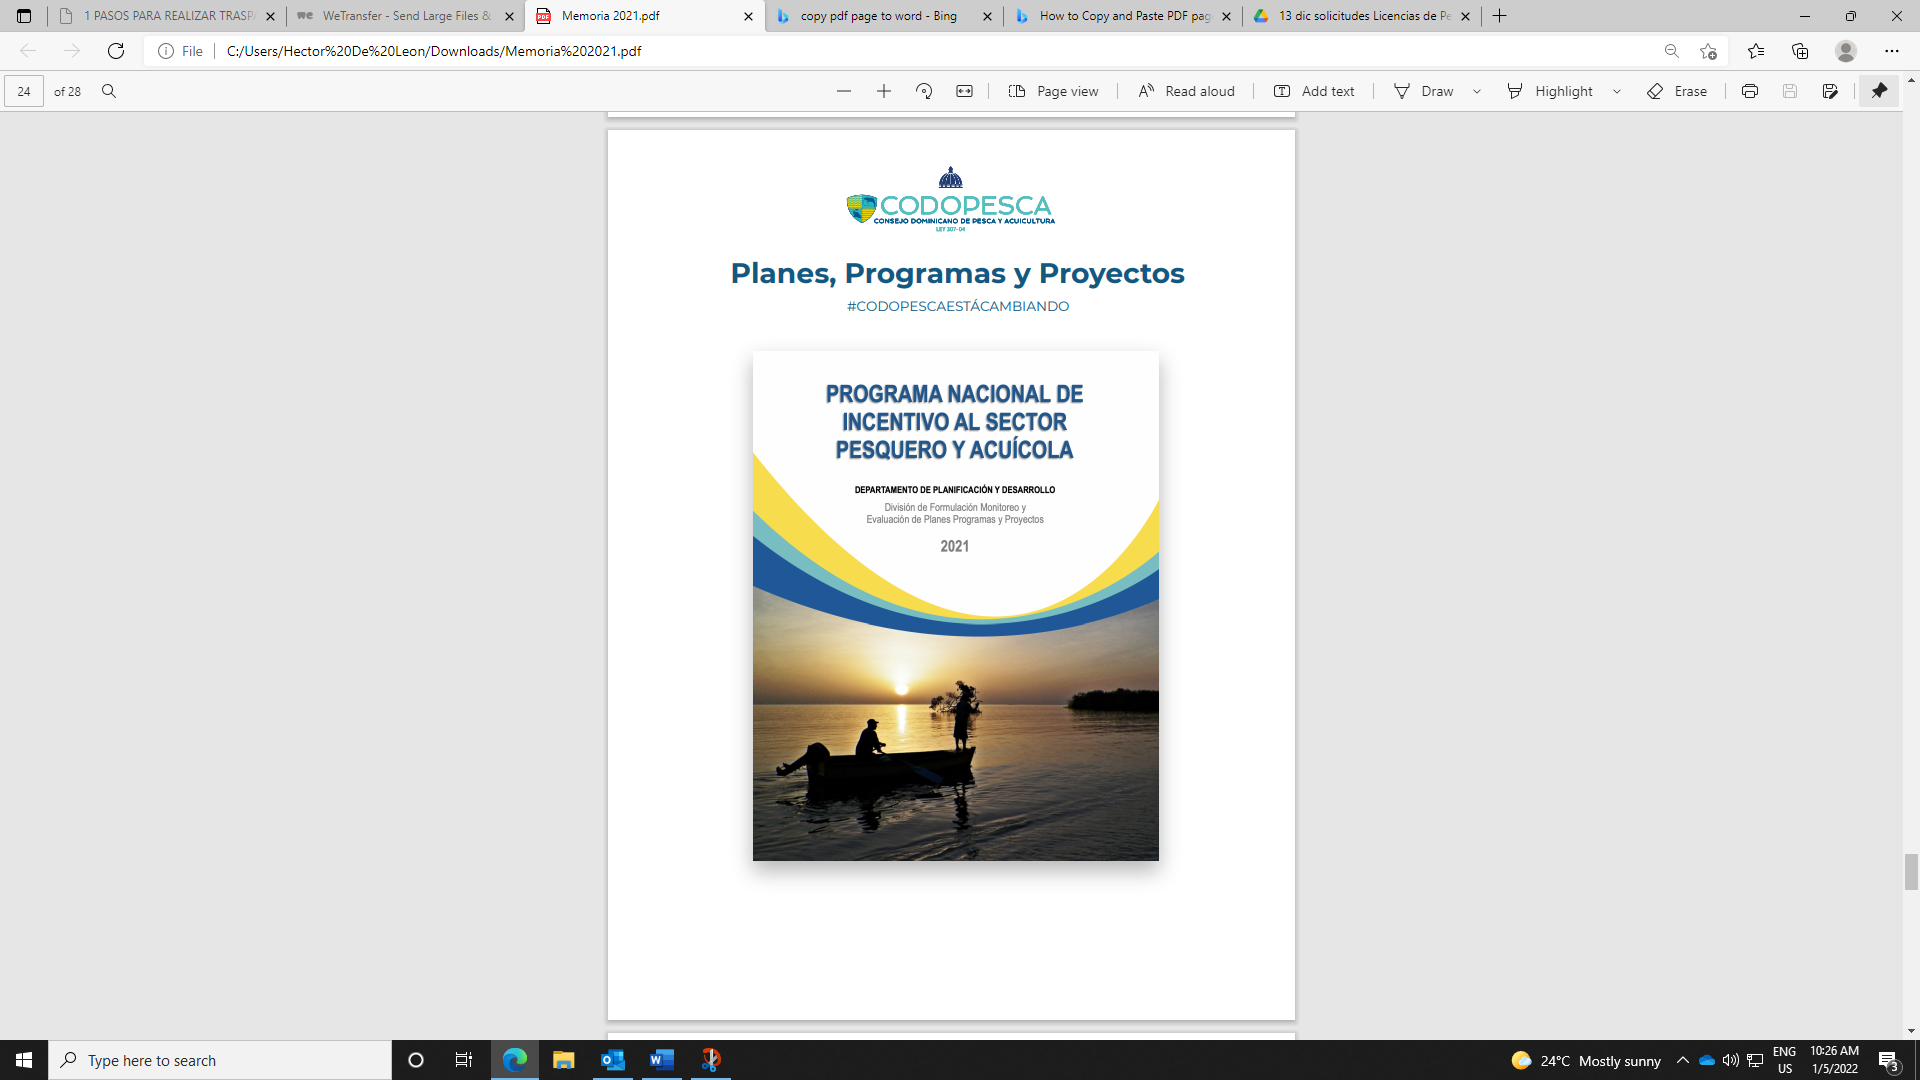 1 PASOS PARA REALIZAR TRASPA
WeTransfer - Send Large Files &
Memoria 2021.pdf
copy pdf page to word - Bing
How to Copy and Paste PDF pag
13 dic solicitudes Licencias de Pe
File
C:/Users/Hector%20De%20Leon/Downloads/Memoria%202021.pdf
24 of 28
Page view
Read aloud
Add text
Draw
Highlight
Erase
CODOPESCA
CONSEJO DOMINICANO DE PESCA Y ACUICULTURA
LEY 307-04
Planes, Programas y Proyectos
#CODOPESCAESTÁCAMBIANDO
PROGRAMA NACIONAL DE
INCENTIVO AL SECTOR
PESQUERO Y ACUÍCOLA
DEPARTAMENTO DE PLANIFICACIÓN Y DESARROLLO
División de Formulación Monitoreo y
Evaluación de Planes Programas y Proyectos
2021
Type here to search
24°C Mostly sunny
ENG
US
10:26 AM
1/5/2022
3